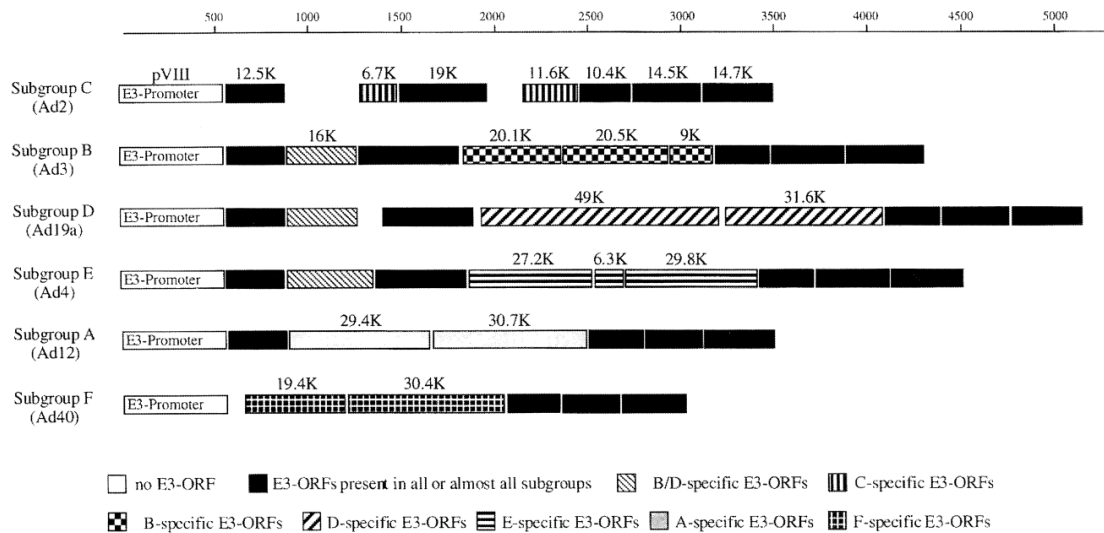 500 1000 1500 2000 2500 3000 3500 4000 4500 5000
pVIII 12.5K 6.7K 19K 11.6K 10.4K 14.5K 14.7K
Subgroup C
(Ad2)
E3-Promoter
16K 20.1K 20.5K 9K
Subgroup B
(Ad3)
E3-Promoter
49K 31.6K
Subgroup D
(Ad19a)
E3-Promoter
27.2K 6.3K 29.8K
Subgroup E
(Ad4)
E3-Promoter
29.4K 30.7K
Subgroup A
(Ad12)
E3-Promoter
19.4K 30.4K
Subgroup F
(Ad40)
E3-Promoter
no E3-ORF E3-ORFs present in all or almost all subgroups B/D-specific E3-ORFs C-specific E3-ORFs
B-specific E3-ORFs D-specific E3-ORFs E-specific E3-ORFs A-specific E3-ORFs F-specific E3-ORFs